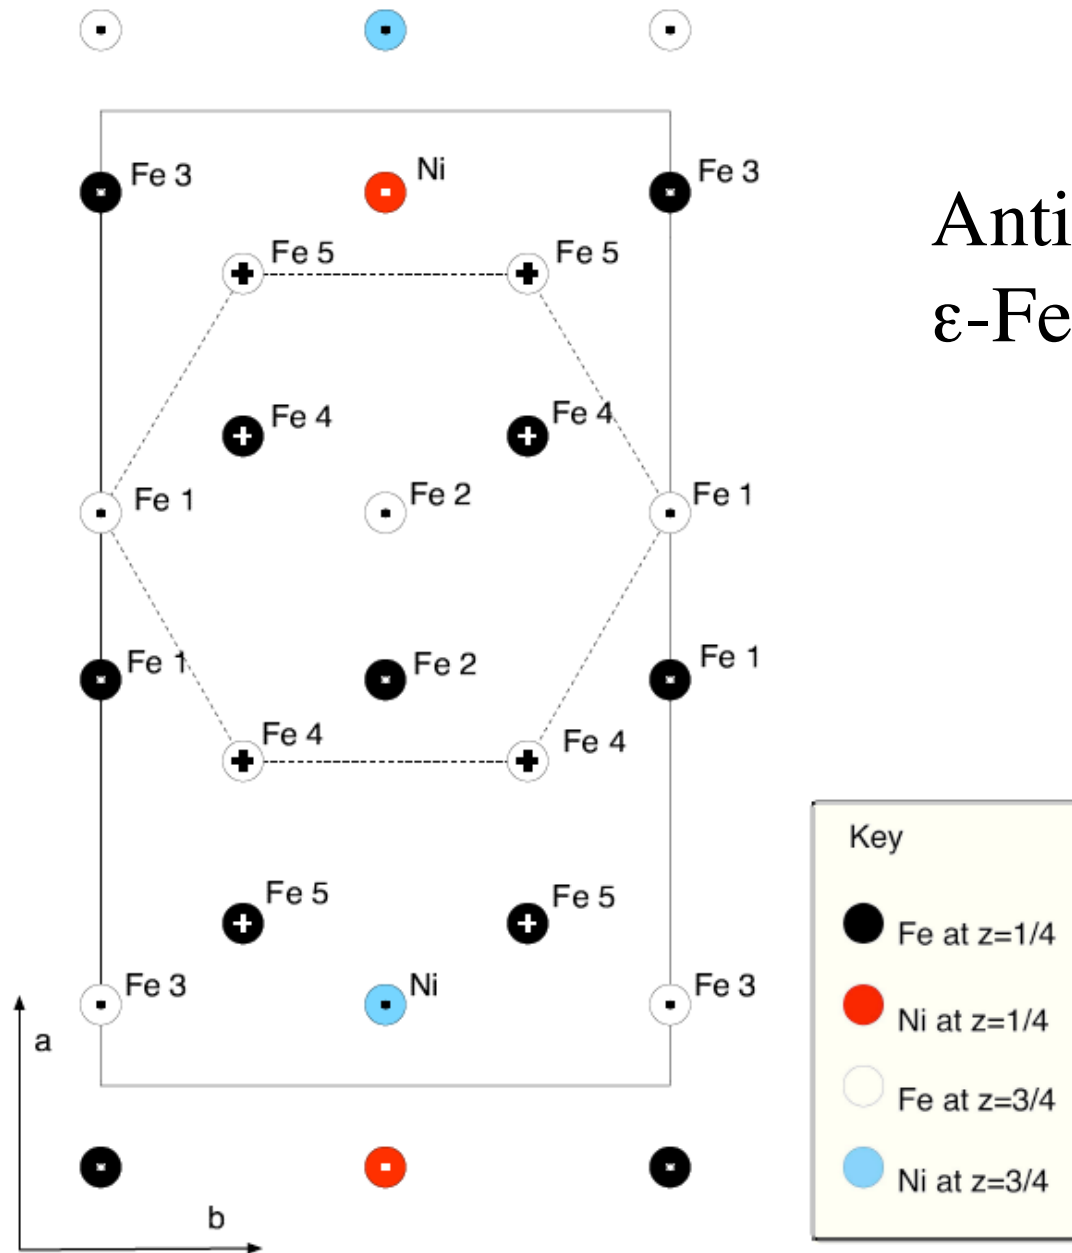 Fe 3
Ni
Fe 3
Anti
Fe 5
Fe 5
ε-Fe
Fe 4
Fe 4
Fe 1
Fe 2
Fe 1
Fe 1
Fe 2
Fe 1
Fe 4
Fe 4
Fe 5
Fe 5
Fe 3
Ni
Fe 3
a
b
Key
Fe at z=1/4
Ni at z=1/4
Fe at z=3/4
Ni at z=3/4